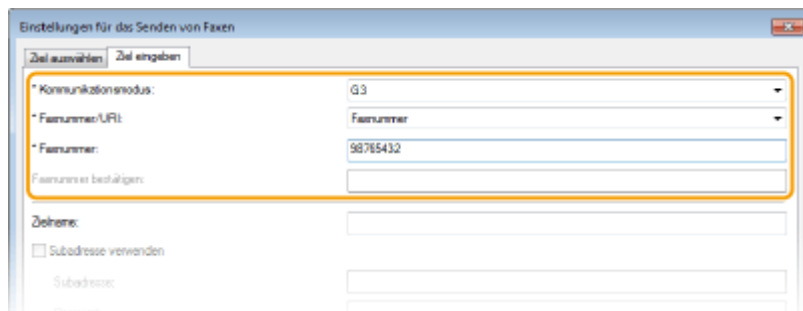 Einstellungen für das Senden von Faxen
Ziel auswählen Ziel eingeben
* Kommunikationsmodus: G3
* Faxnummer/URI: Faxnummer
* Faxnummer: 98765432
Faxnummer bestätigen:
Zielname:
Subadresse verwenden
Subadresse: